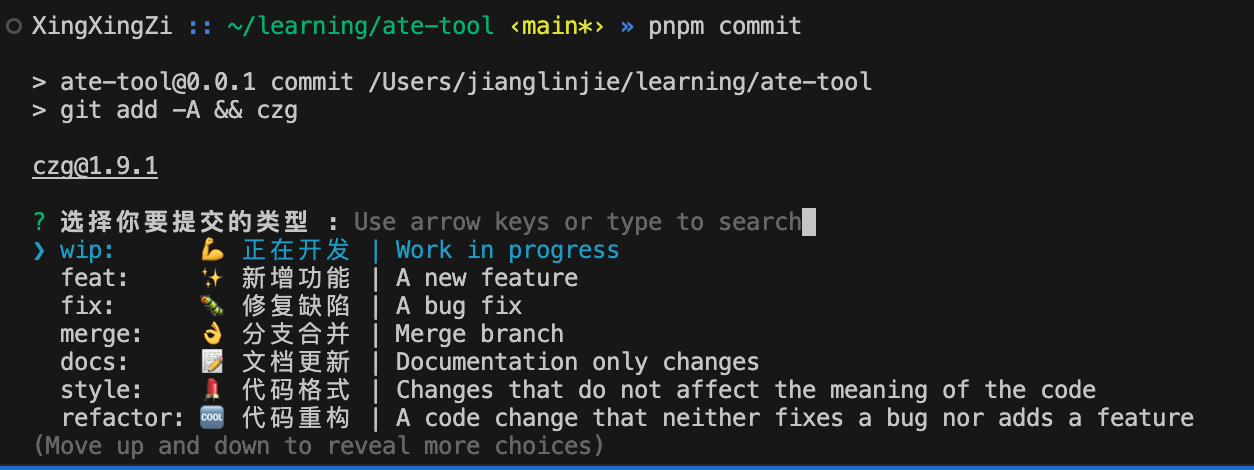 XingXingZi :: ~/learning/ate-tool ‹main*› » pnpm commit
> ate-tool@0.0.1 commit /Users/jianglinjie/learning/ate-tool
> git add -A && czg
czg@1.9.1
? 选择你要提交的类型 : Use arrow keys or type to search
❯ wip: 💪 正在开发 | Work in progress
feat: ✨ 新增功能 | A new feature
fix: 🐛 修复缺陷 | A bug fix
merge: 👌 分支合并 | Merge branch
docs: 📝 文档更新 | Documentation only changes
style: 💄 代码格式 | Changes that do not affect the meaning of the code
refactor: 🆒 代码重构 | A code change that neither fixes a bug nor adds a feature
(Move up and down to reveal more choices)